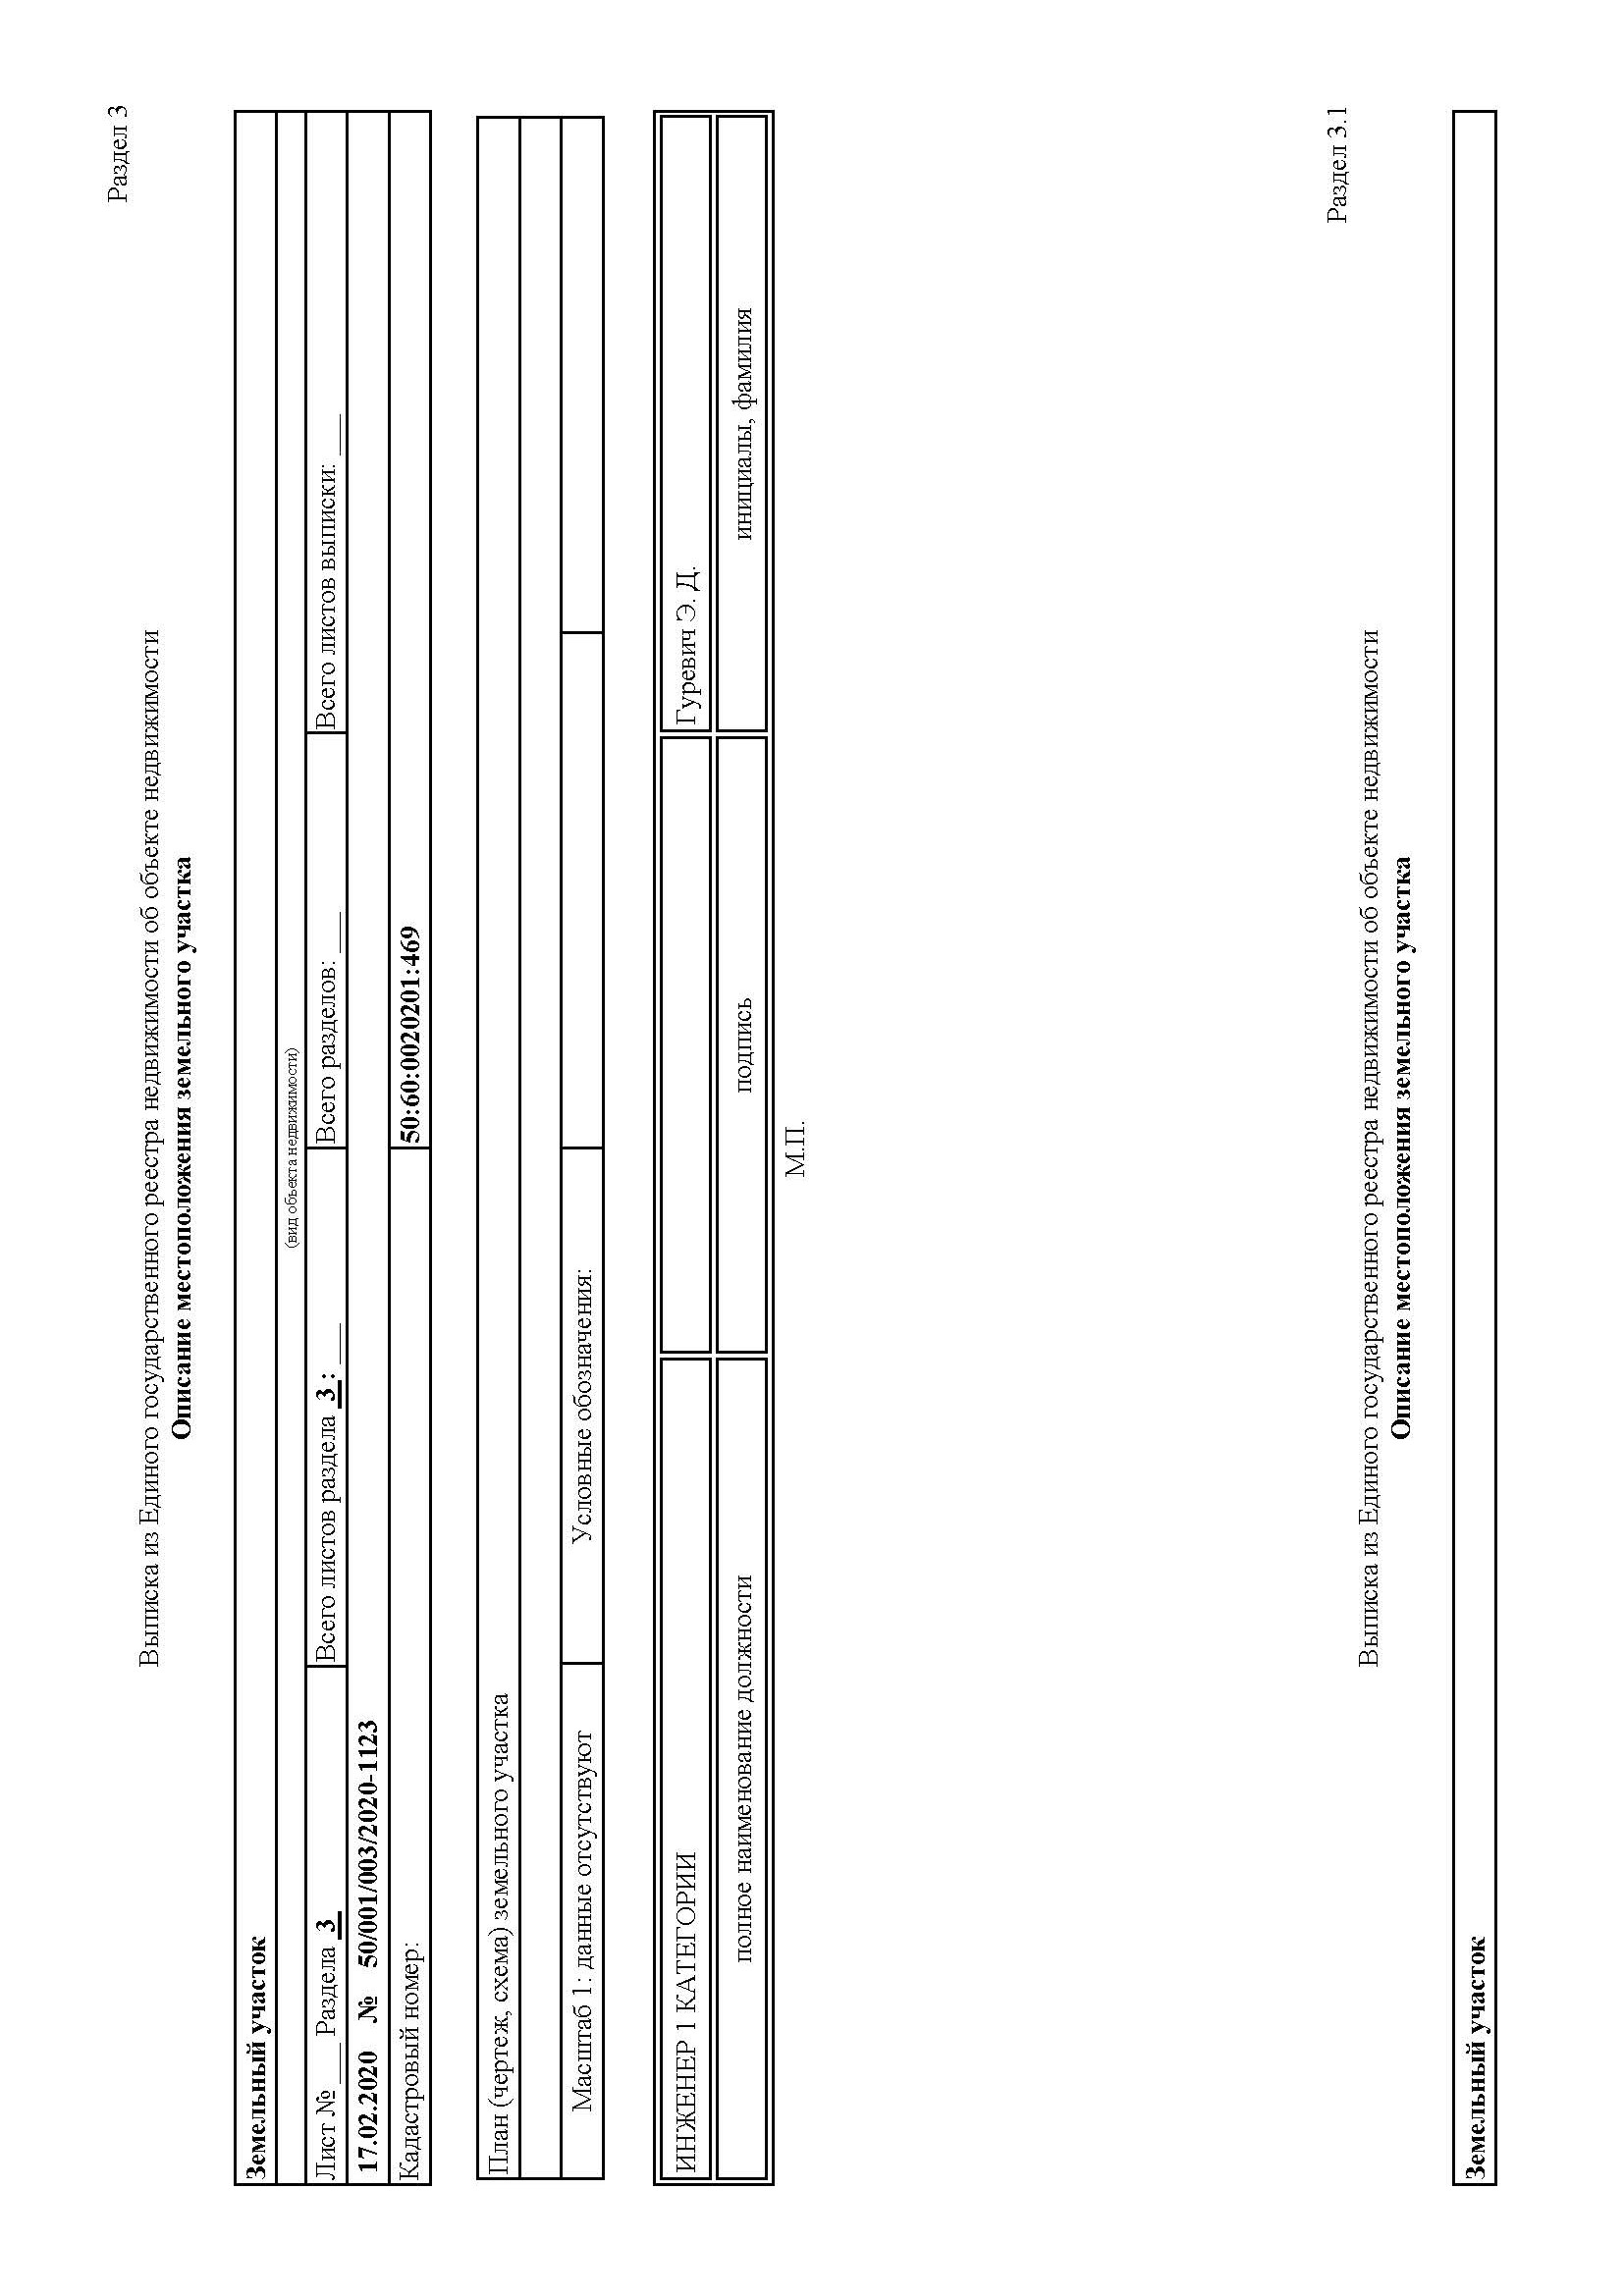 Раздел 3
Выписка из Единого государственного реестра недвижимости об объекте недвижимости
Описание местоположения земельного участка
Земельный участок
(вид объекта недвижимости)
Лист № ___ Раздела 3 Всего листов раздела 3 : ___ Всего разделов: ___ Всего листов выписки: ___
17.02.2020 № 50/001/003/2020-1123
Кадастровый номер: 50:60:0020201:469
План (чертеж, схема) земельного участка
Масштаб 1: данные отсутствуют Условные обозначения:
ИНЖЕНЕР 1 КАТЕГОРИИ Гуревич Э. Д.
полное наименование должности подпись инициалы, фамилия
М.П.
Раздел 3.1
Выписка из Единого государственного реестра недвижимости об объекте недвижимости
Описание местоположения земельного участка
Земельный участок